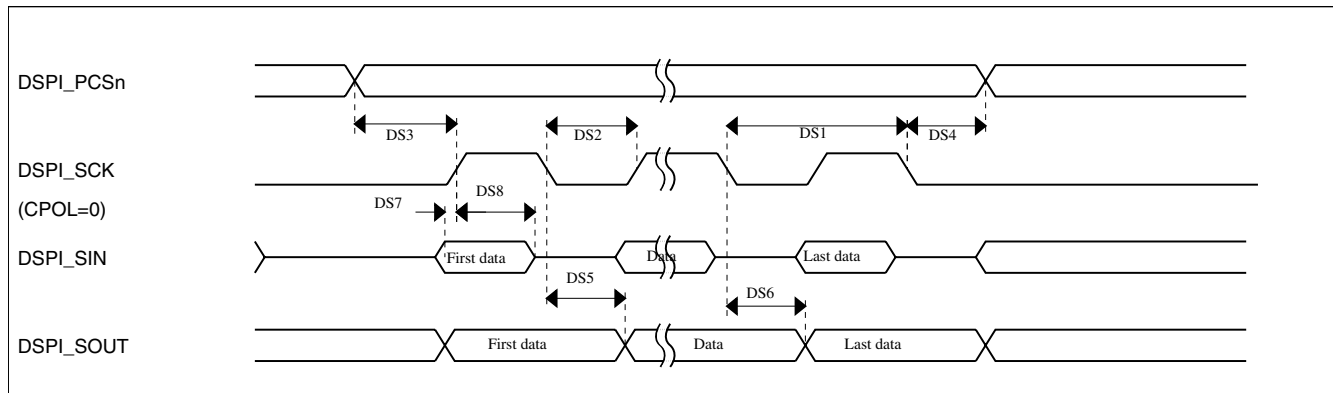 DSPI_PCSn
DS3
DS2
DS1
DS4
DSPI_SCK
(CPOL=0)
DS7
DS8
DSPI_SIN
First data
Data
Last data
DS5
DS6
DSPI_SOUT
First data
Data
Last data